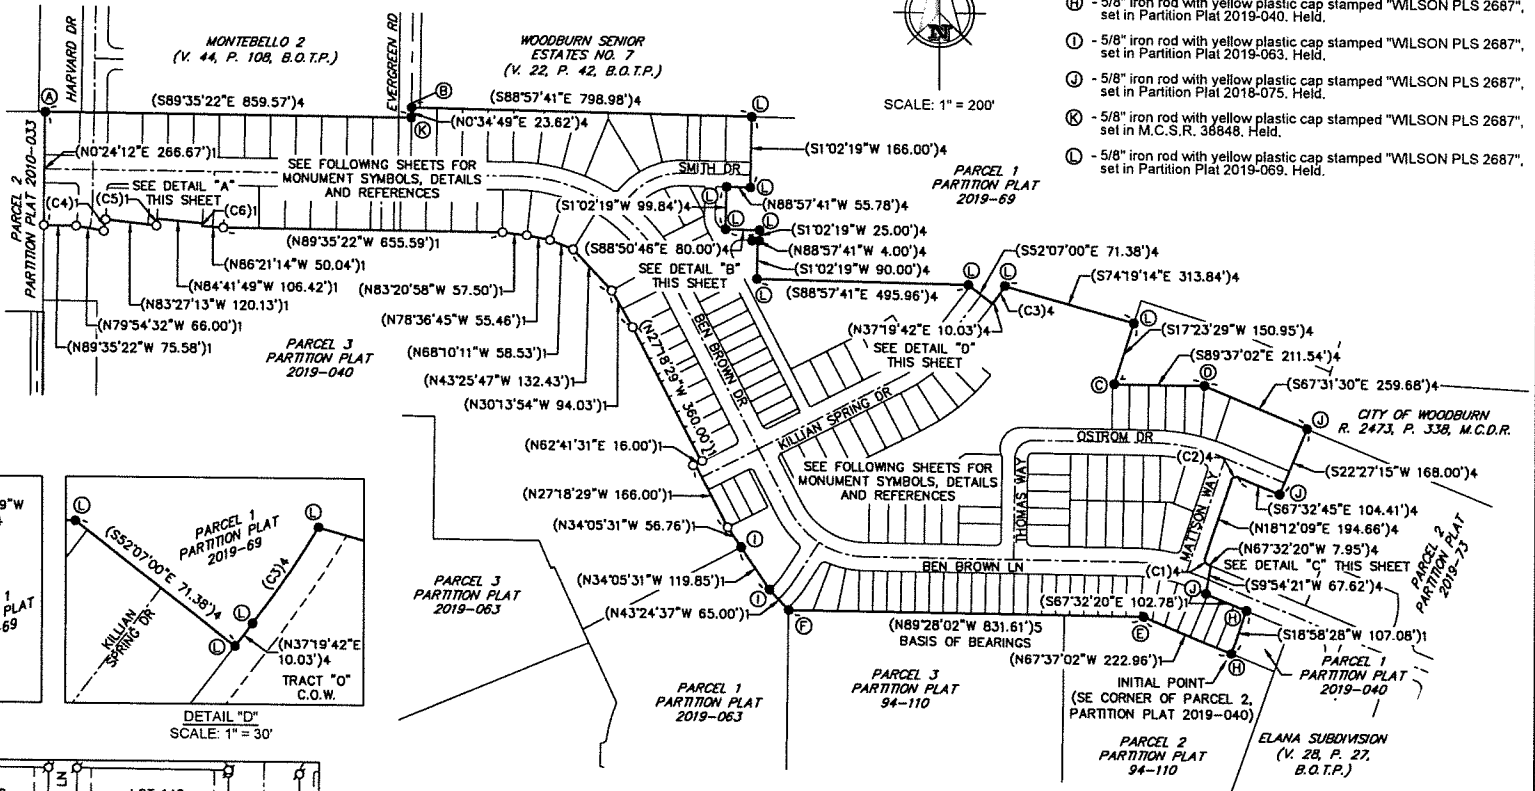 HARVARD DR
MONTEBELLO 2
(V. 44, P. 108, B.O.T.P.)
EVERGREEN RD
WOODBURN SENIOR
ESTATES NO. 7
(V. 22, P. 42, B.O.T.P.)
N
SCALE: 1" = 200'
H - 5/8" iron rod with yellow plastic cap stamped "WILSON PLS 2687",
set in Partition Plat 2019-040. Held.
I - 5/8" iron rod with yellow plastic cap stamped "WILSON PLS 2687",
set in Partition Plat 2019-063. Held.
J - 5/8" iron rod with yellow plastic cap stamped "WILSON PLS 2687",
set in Partition Plat 2018-075. Held.
K - 5/8" iron rod with yellow plastic cap stamped "WILSON PLS 2687",
set in M.C.S.R. 38848. Held.
L - 5/8" iron rod with yellow plastic cap stamped "WILSON PLS 2687",
set in Partition Plat 2019-069. Held.
A
(S89°35'22"E 859.57')4
B
K
(S88°57'41"E 798.98')4
(N0°34'49"E 23.62')4
L
(N0°24'12"E 266.67')1
PARCEL 2
PARTITION PLAT 2010-033
SEE FOLLOWNG SHEETS FOR
MONUMENT SYMBOLS, DETAILS
AND REFERENCES
SMITH DR
(S1°02'19"W 166.00')4
PARCEL 1
PARTITION PLAT
2019-69
SEE DETAIL "A"
THIS SHEET
(C4)1
(C5)1
(C6)1
(S1°02'19"W 99.84')4
L
L
(N88°57'41"W 55.78')4
(S1°02'19"W 25.00')4
L
L
(S88°50'46"E 80.00')4
(N88°57'41"W 4.00')4
(S1°02'19"W 90.00')4
SEE DETAIL "B"
THIS SHEET
L
(N89°35'22"W 655.59')1
(N86°21'14"W 50.04')1
(N84°41'49"W 106.42')1
(N83°27'13"W 120.13')1
(N79°54'32"W 66.00')1
(N89°35'22"W 75.58')1
(N83°20'58"W 57.50')1
(N78°36'45"W 55.46')1
(N68°10'11"W 58.53')1
(N43°25'47"W 132.43')1
(N30°13'54"W 94.03')1
PARCEL 3
PARTITION PLAT
2019-040
(S88°57'41"E 495.96')4
L
L
(S52°07'00"E 71.38')4
(S74°19'14"E 313.84')4
(C3)4
(N37°19'42"E 10.03')4
SEE DETAIL "D"
THIS SHEET
L
(S17°23'29"W 150.95')4
(S89°37'02"E 211.54')4
C
D
(S67°31'30"E 259.68')4
J
CITY OF WOODBURN
R. 2473, P. 338, M.C.D.R.
BEN BROWN DR
(N27°18'29"W 360.00')1
KILLIAN SPRING DR
OSTROM DR
(C2)4
(S22°27'15"W 168.00')4
J
(N62°41'31"E 16.00')1
SEE FOLLOWING SHEETS FOR
MONUMENT SYMBOLS, DETAILS
AND REFERENCES
THOMAS WAY
MATTISON WAY
(S67°32'45"E 104.41')4
(N18°12'09"E 194.66')4
(N27°18'29"W 166.00')1
(N34°05'31"W 56.76')1
I
(N67°32'20"W 7.95')4
SEE DETAIL "C" THIS SHEET
(S9°54'21"W 67.62')4
PARCEL 2
PARTITION PLAT
2019-73
BEN BROWN LN
(C1)4
J
(N34°05'31"W 119.85')1
I
(N43°24'37"W 65.00')1
F
(S67°32'20"E 102.78')1
H
(N89°28'02"W 831.61')5
BASIS OF BEARINGS
E
(S18°58'28"W 107.08')1
(N67°37'02"W 222.96')1
H
PARCEL 3
PARTITION PLAT
2019-063
PARCEL 1
PARTITION PLAT
2019-063
PARCEL 3
PARTITION PLAT
94-110
INITIAL POINT
(SE CORNER OF PARCEL 2,
PARTITION PLAT 2019-040)
PARCEL 1
PARTITION PLAT
2019-040
PARCEL 2
PARTITION PLAT
94-110
ELANA SUBDIVISION
(V. 28, P. 27,
B.O.T.P.)
9"W
1
PLAT
69
L
PARCEL 1
PARTITION PLAT
2019-69
L
(S52°07'00"E 71.38')4
(C3)4
L
L
KILLIAN
SPRING DR
(N37°19'42"E
10.03')4
TRACT "O"
C.O.W.
DETAIL "D"
SCALE: 1" = 30'
LN